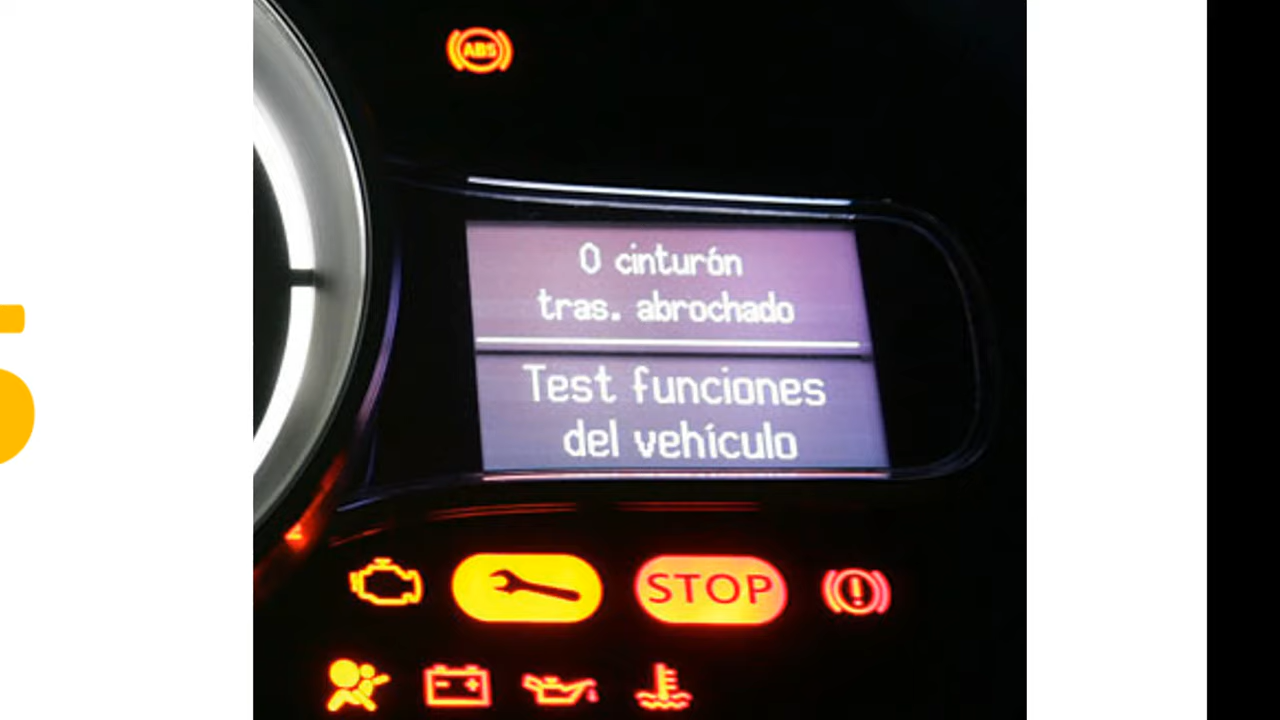 ABS
0 cinturón
tras. abrochado
Test funciones
del vehículo
STOP